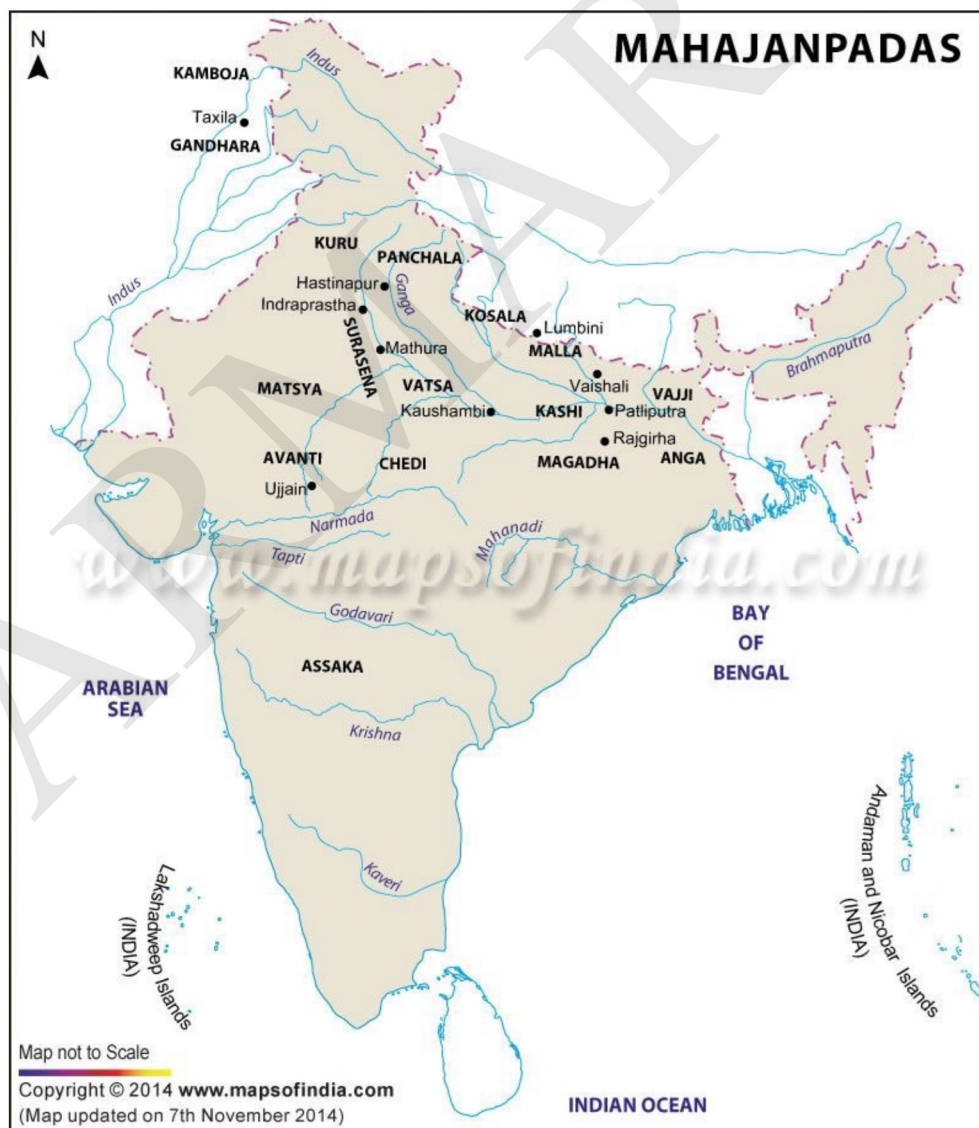 MAHAJANPADAS
N
KAMBOJA
Indus
Taxila
GANDHARA
KURU
PANCHALA
Hastinapur
Ganga
Indus
Indraprastha
SURASENA
KOSALA
Lumbini
Mathura
MALLA
Brahmaputra
MATSYA
VATSA
Vaishali
VAJJI
Kaushambi
KASHI
Patliputra
Rajgirha
AVANTI
CHEDI
MAGADHA
ANGA
Ujjain
Narmada
Mahanadi
Tapti
www.mapsofindia.com
Godavari
BAY
OF
BENGAL
ASSAKA
ARABIAN
SEA
Krishna
Kaveri
Andaman and Nicobar Islands
(INDIA)
Lakshadweep Islands
(INDIA)
Map not to Scale
Copyright © 2014 www.mapsofindia.com
(Map updated on 7th November 2014)
INDIAN OCEAN
ARMAR